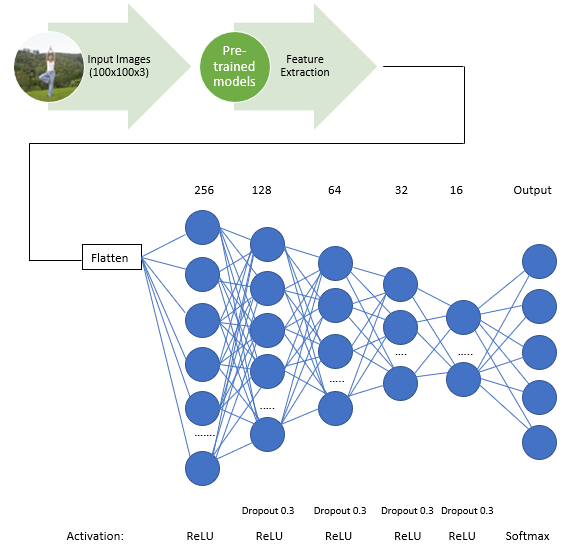 Input Images
(100x100x3)
Pre-
trained
models
Feature
Extraction
256 128 64 32 16 Output
Flatten
.......
.....
.....
....
.....
Dropout 0.3 Dropout 0.3 Dropout 0.3 Dropout 0.3
Activation: ReLU ReLU ReLU ReLU ReLU Softmax